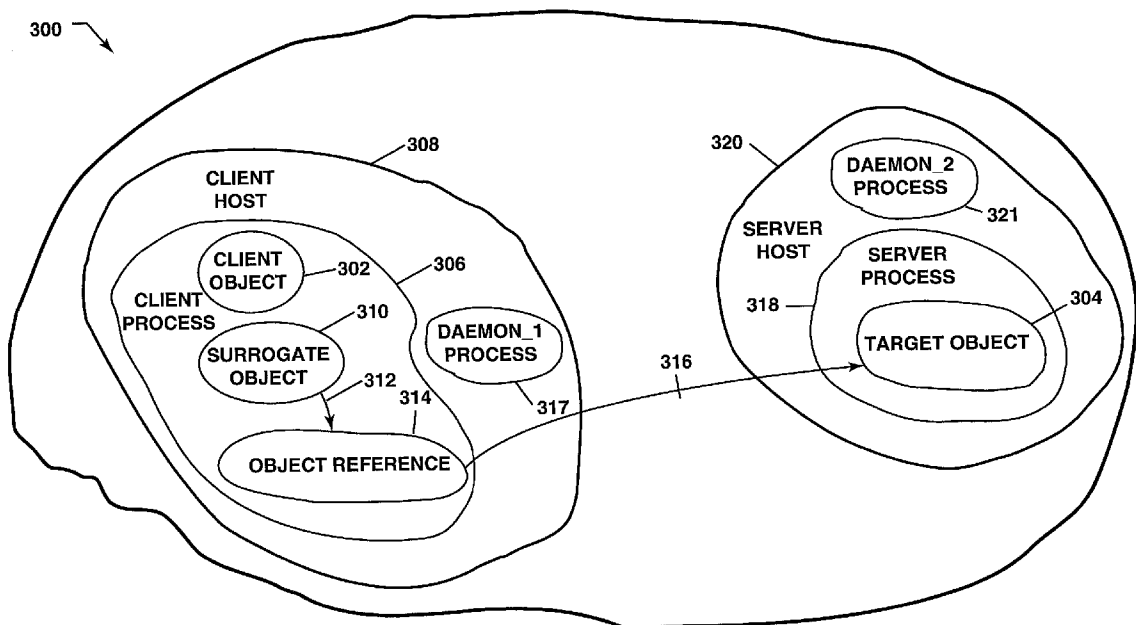 300
308
CLIENT
HOST
CLIENT
OBJECT
302
306
CLIENT
PROCESS
310
SURROGATE
OBJECT
312
314
OBJECT REFERENCE
DAEMON_1
PROCESS
317
316
320
DAEMON_2
PROCESS
321
SERVER
HOST
SERVER
PROCESS
318
304
TARGET OBJECT